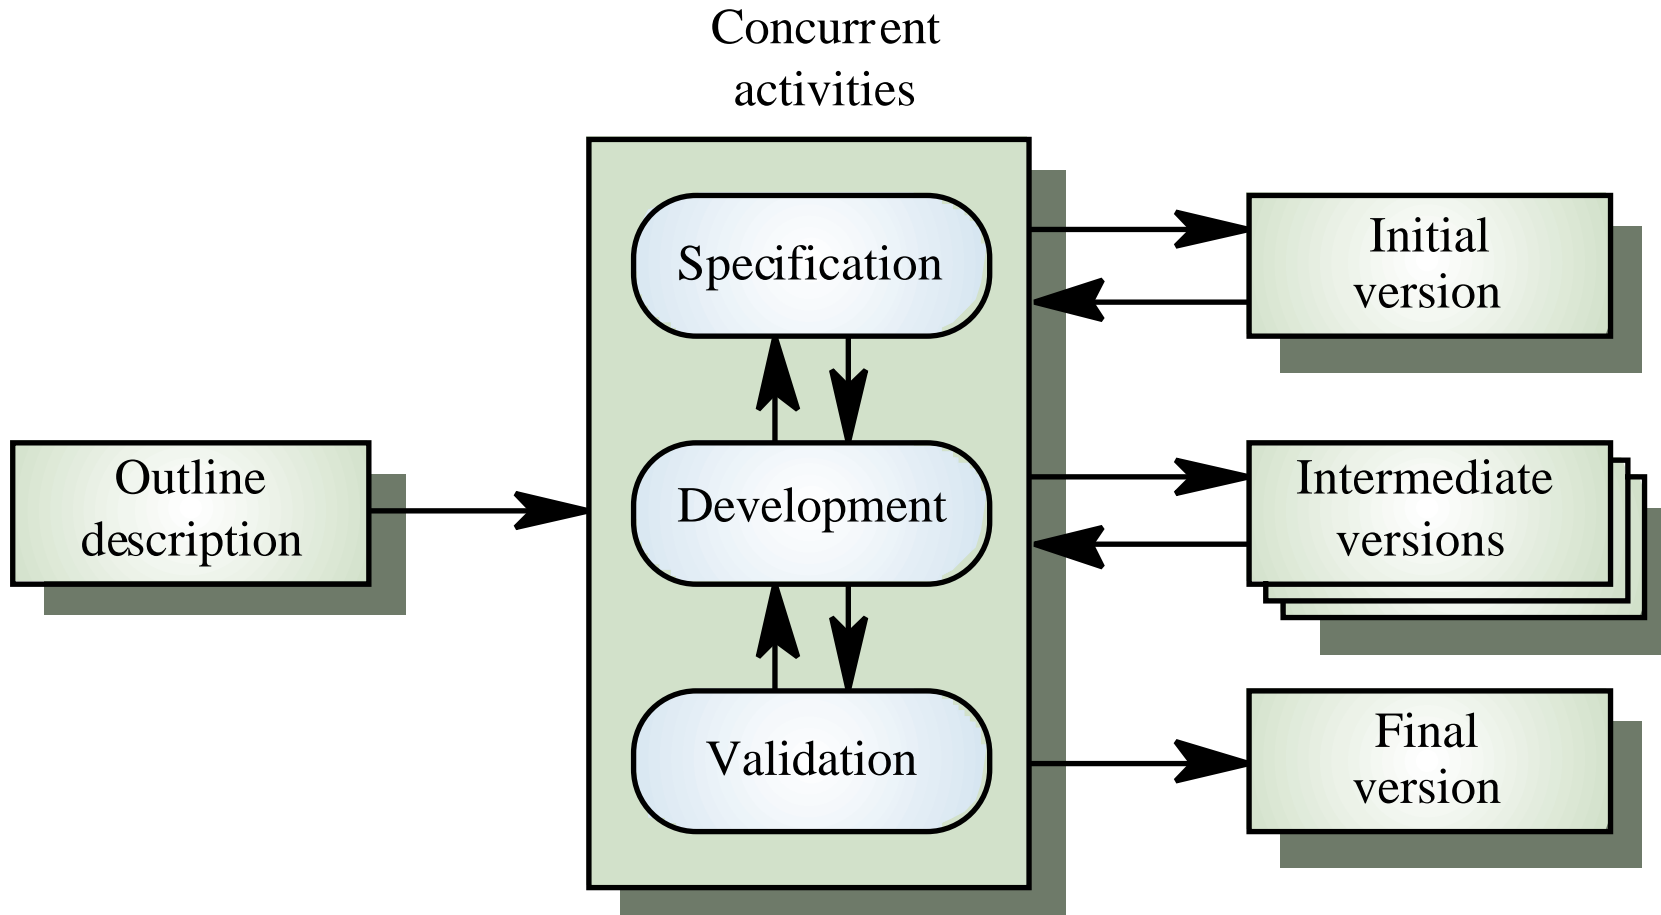 Concurrent
activities
Specification
Initial
version
Outline
description
Development
Intermediate
versions
Validation
Final
version